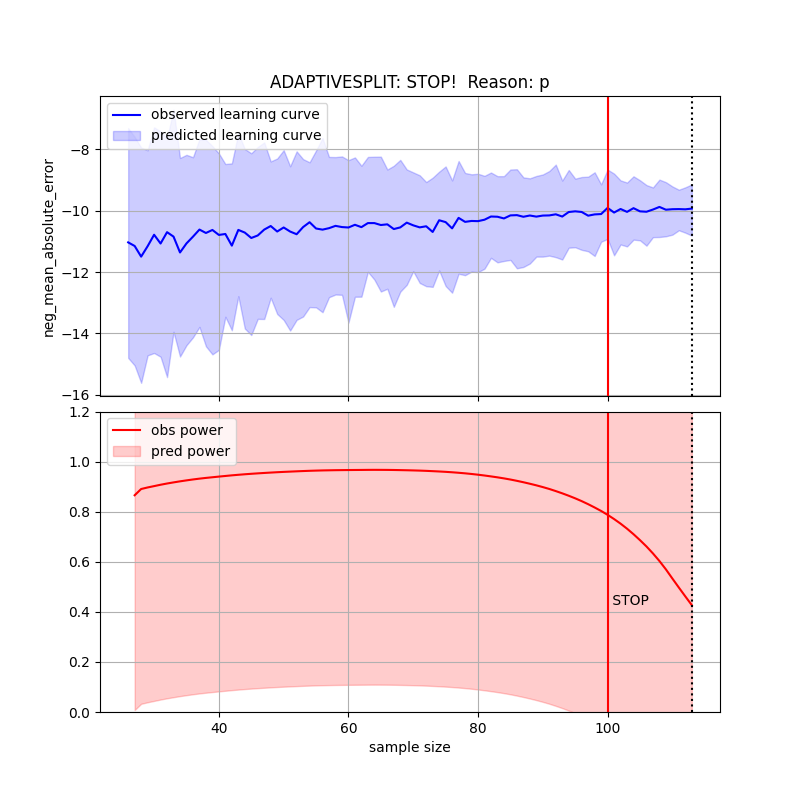 ADAPTIVESPLIT: STOP!  Reason: p
observed learning curve
predicted learning curve
neg_mean_absolute_error
−8
−10
−12
−14
−16
obs power
pred power
1.2
1.0
0.8
0.6
0.4
0.2
0.0
STOP
40 60 80 100
sample size